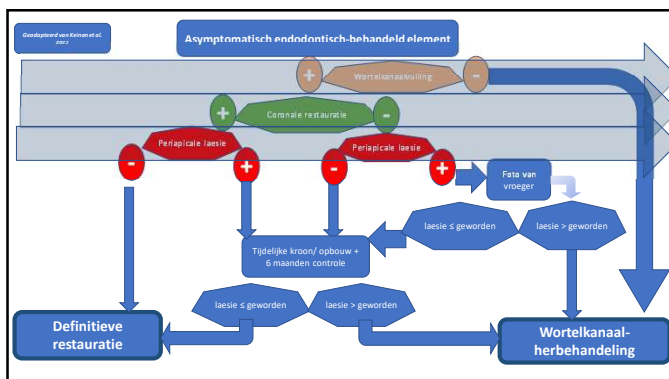 Geadapteerd van Keinan et al.
2022
Asymptomatisch endodontisch-behandeld element
+
Wortelkanaalvulling
-
+
Coronale restauratie
-
Periapicale laesie
Periapicale laesie
-
+
-
+
Foto van
vroeger
laesie ≤ geworden
laesie > geworden
Tijdelijke kroon/ opbouw +
6 maanden controle
laesie ≤ geworden
laesie > geworden
Definitieve
restauratie
Wortelkanaal-
herbehandeling